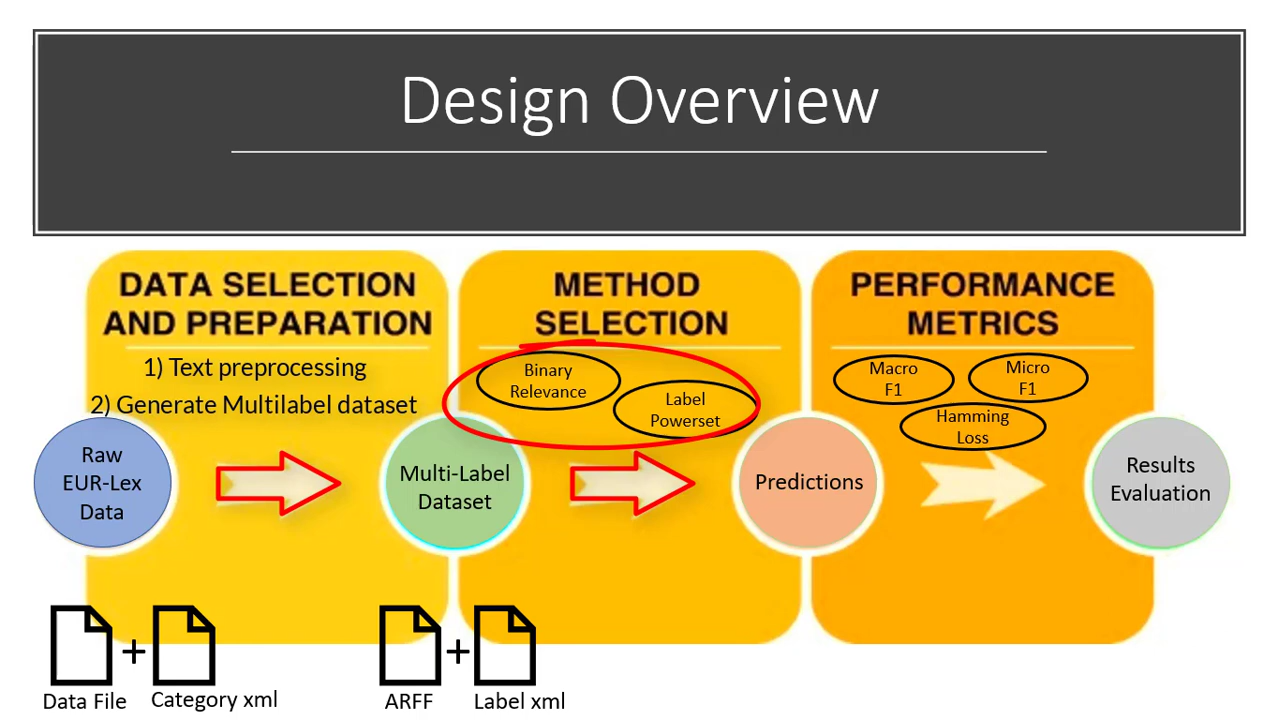 Design Overview
DATA SELECTION
AND PREPARATION
1) Text preprocessing
2) Generate Multilabel dataset
Raw
EUR-Lex
Data
Multi-Label
Dataset
METHOD
SELECTION
Binary
Relevance
Label
Powerset
Predictions
PERFORMANCE
METRICS
Macro
F1
Micro
F1
Hamming
Loss
Results
Evaluation
+
Data File
Category xml
+
ARFF
Label xml